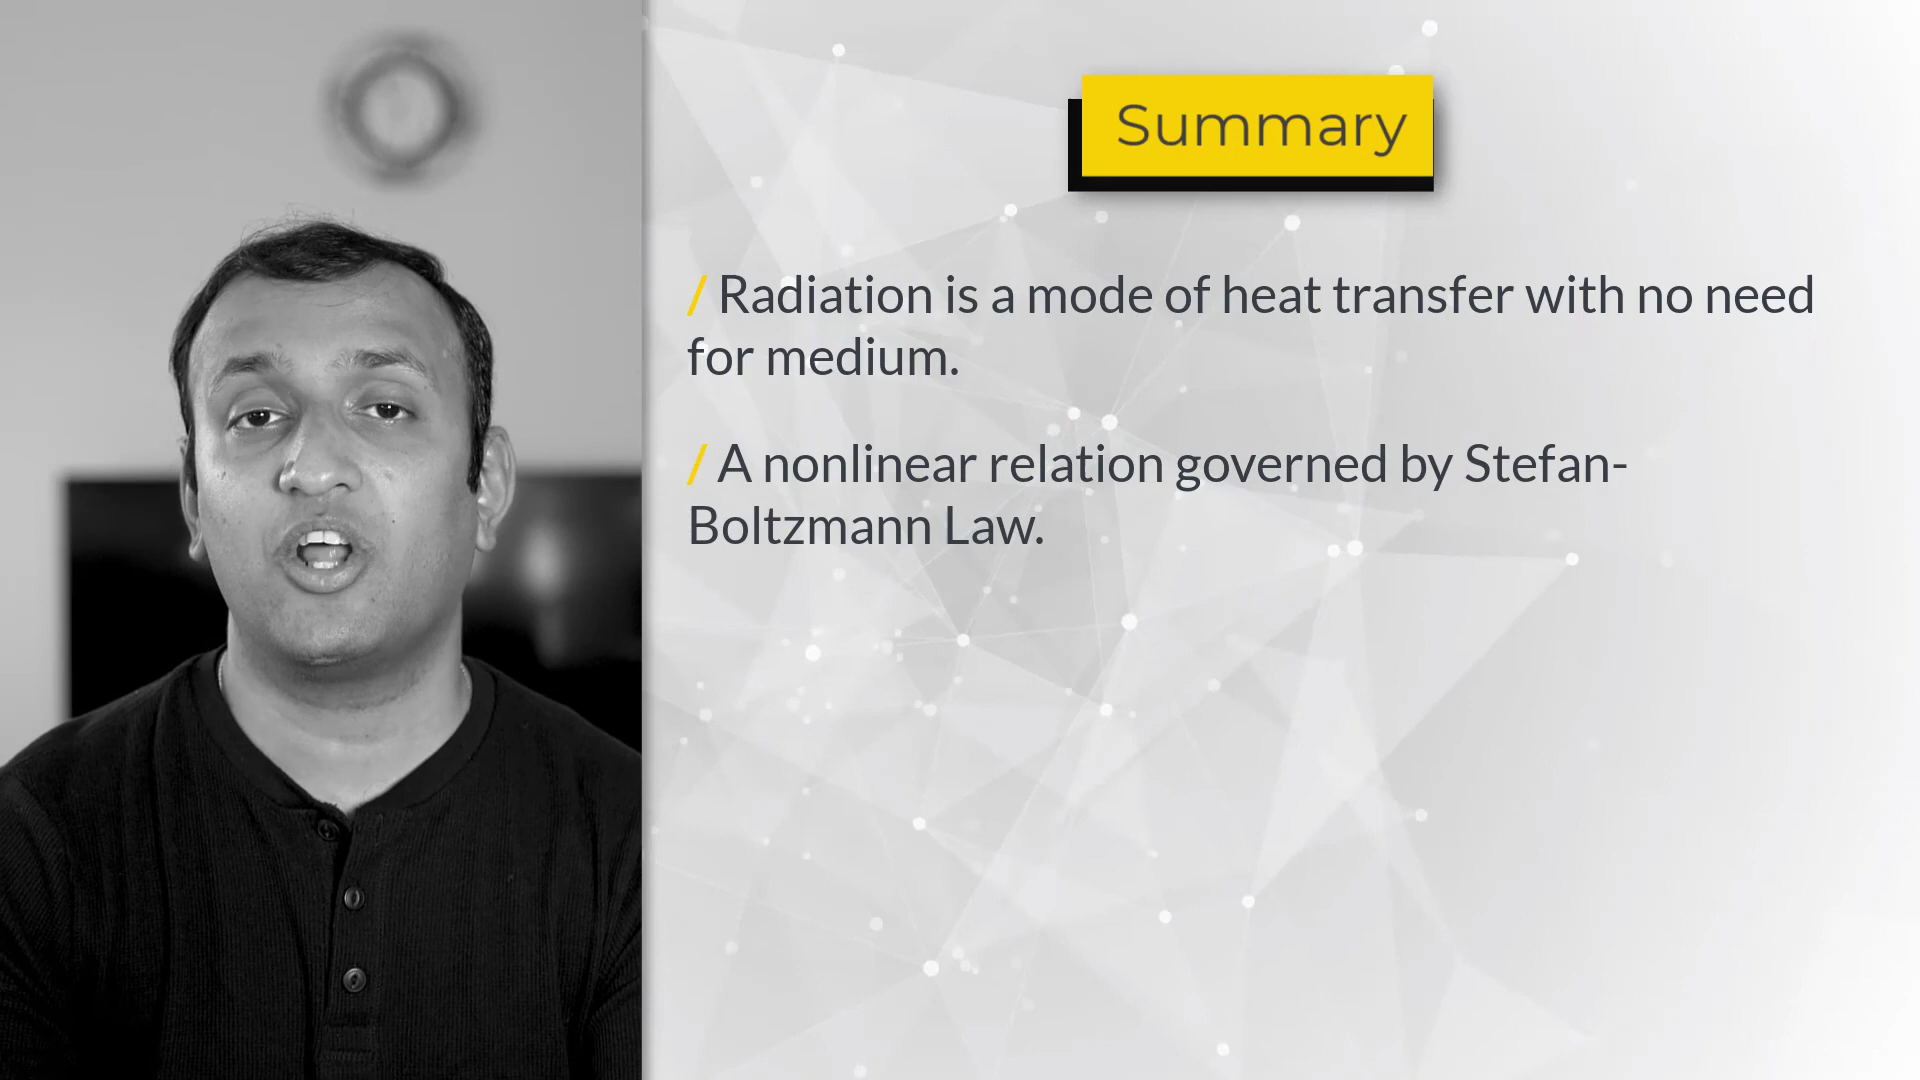 Summary
/ Radiation is a mode of heat transfer with no need
for medium.
/ A nonlinear relation governed by Stefan-
Boltzmann Law.